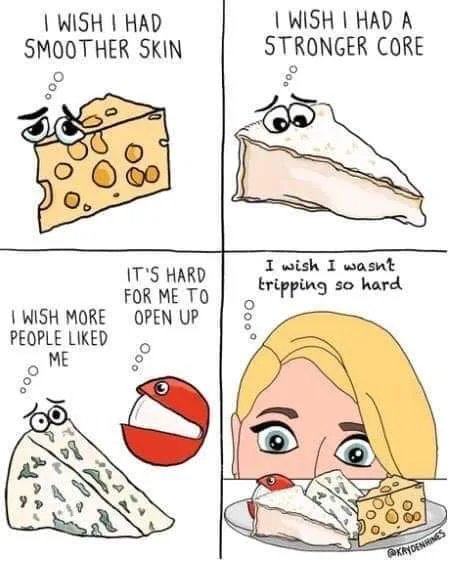 I WISH I HAD
SMOOTHER SKIN
I WISH I HAD A
STRONGER CORE
I WISH MORE
PEOPLE LIKED
ME
IT'S HARD
FOR ME TO
OPEN UP
I wish I wasn't
tripping so hard
@KAYDENHINES